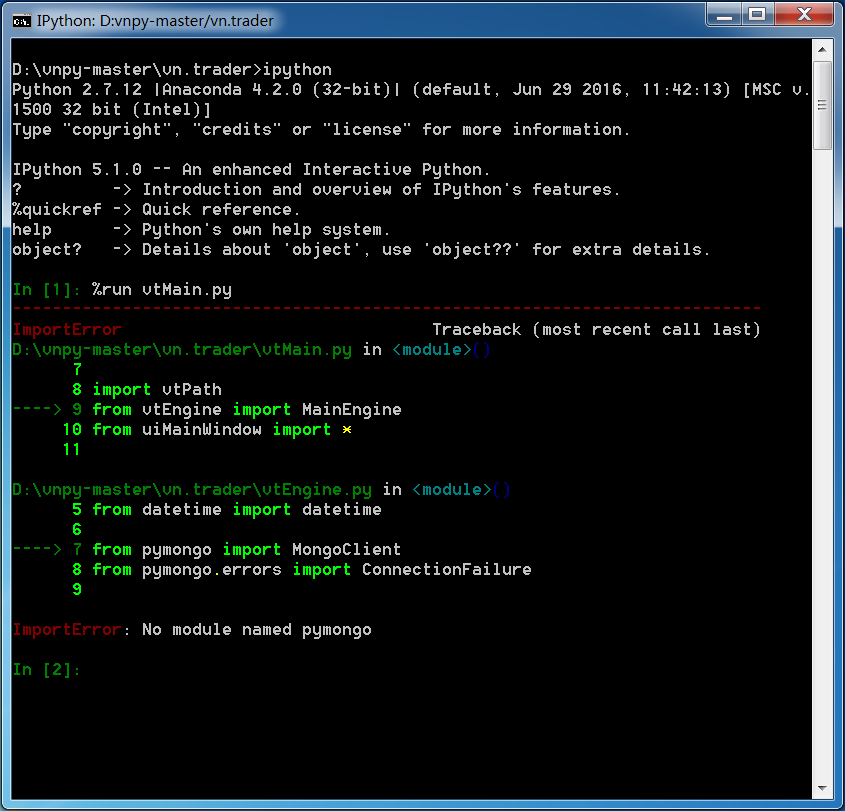 IPython: D:vnpy-master/vn.trader
D:\vnpy-master\vn.trader>ipython
Python 2.7.12 |Anaconda 4.2.0 (32-bit)| (default, Jun 29 2016, 11:42:13) [MSC v.
1500 32 bit (Intel)]
Type "copyright", "credits" or "license" for more information.
IPython 5.1.0 -- An enhanced Interactive Python.
?         -> Introduction and overview of IPython's features.
%quickref -> Quick reference.
help      -> Python's own help system.
object?   -> Details about 'object', use 'object??' for extra details.
In [1]: %run vtMain.py
---------------------------------------------------------------------------
ImportError                               Traceback (most recent call last)
D:\vnpy-master\vn.trader\vtMain.py in <module>()
      7
      8 import vtPath
----> 9 from vtEngine import MainEngine
     10 from uiMainWindow import *
     11
D:\vnpy-master\vn.trader\vtEngine.py in <module>()
      5 from datetime import datetime
      6
----> 7 from pymongo import MongoClient
      8 from pymongo.errors import ConnectionFailure
      9
ImportError: No module named pymongo
In [2]: